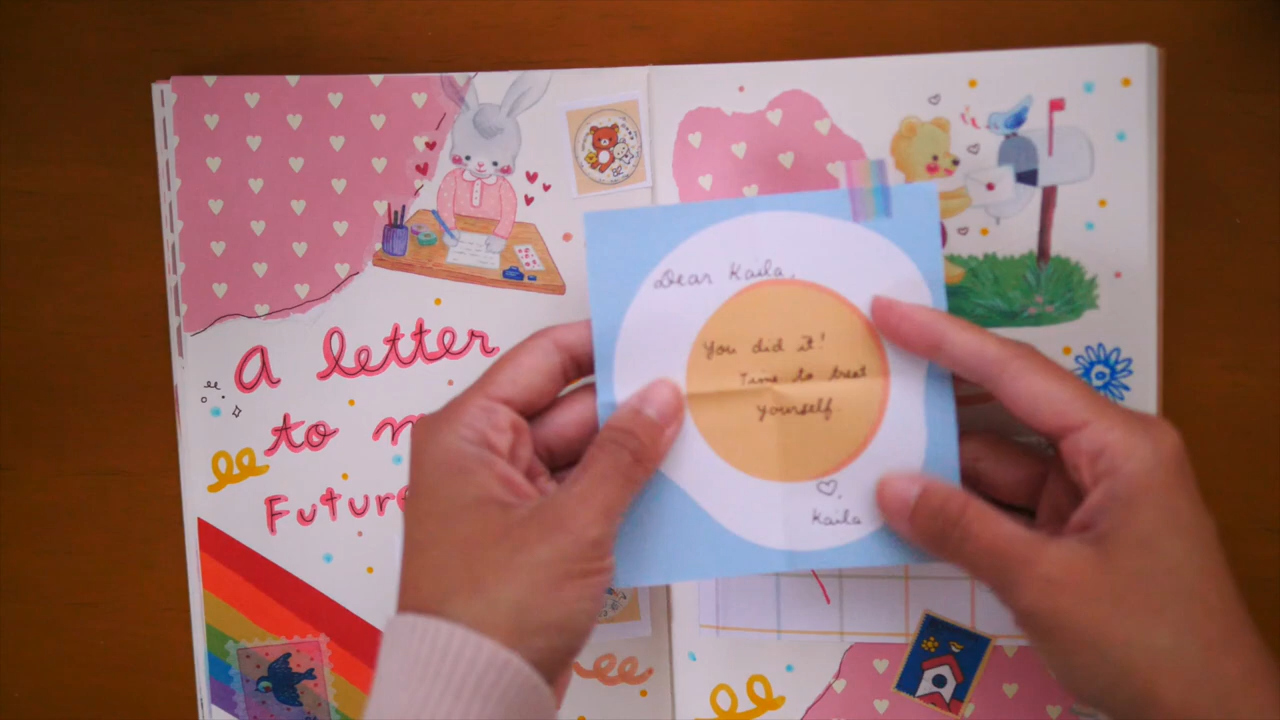 a letter
to
Future
Dear Kaila,
You did it!
Time to treat
yourself.
Kaila